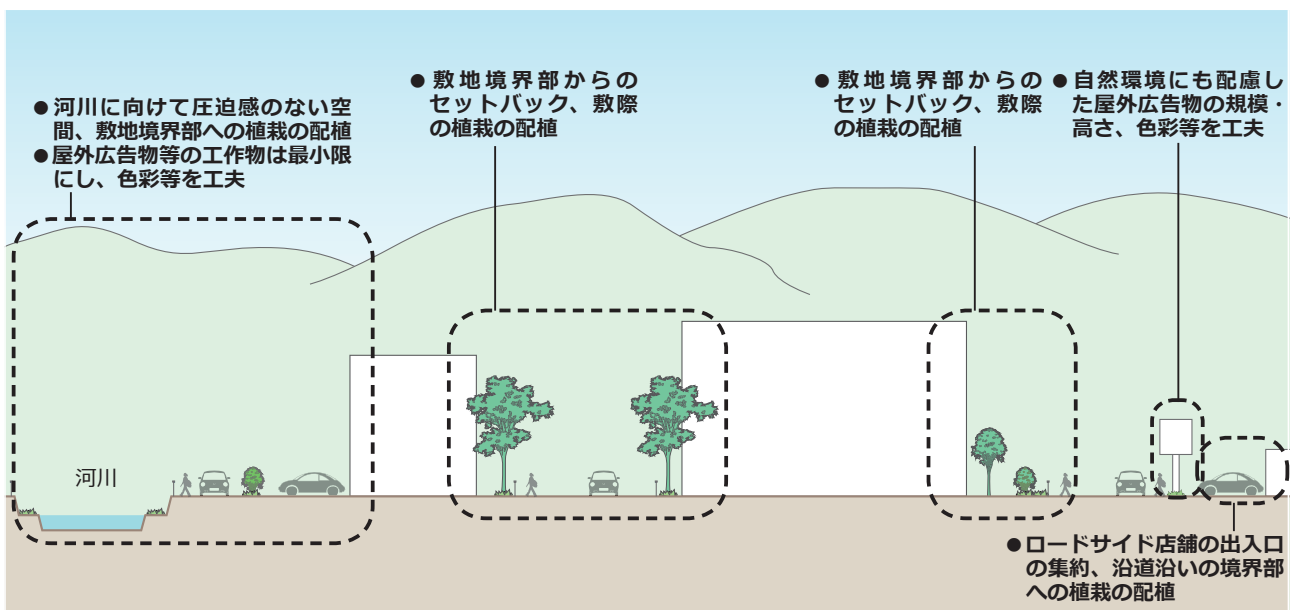 ●河川に向けて圧迫感のない空
間、敷地境界部への植栽の配植
●屋外広告物等の工作物は最小限
にし、色彩等を工夫
●敷地境界部からの
セットバック、敷際
の植栽の配植
●敷地境界部からの
セットバック、敷際
の植栽の配植
●自然環境にも配慮し
た屋外広告物の規模・
高さ、色彩等を工夫
河川
●ロードサイド店舗の出入口
の集約、沿道沿いの境界部
への植栽の配植